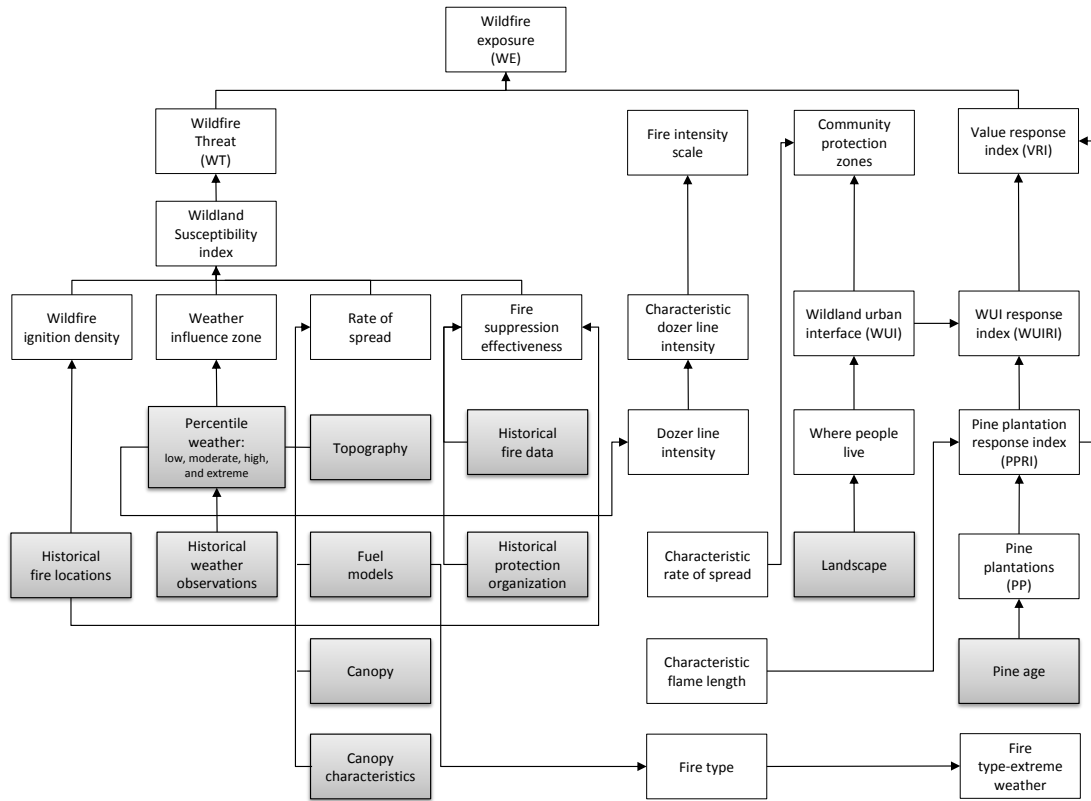 Wildfire
exposure
(WE)
Wildfire
Threat
(WT)
Fire intensity
scale
Community
protection
zones
Value response
index (VRI)
Wildland
Susceptibility
index
Wildfire
ignition density
Weather
influence zone
Rate of
spread
Fire
suppression
effectiveness
Characteristic
dozer line
intensity
Wildland urban
interface (WUI)
WUI response
index (WUIRI)
Percentile
weather:
low, moderate, high,
and extreme
Topography
Historical
fire data
Dozer line
intensity
Where people
live
Pine plantation
response index
(PPRI)
Historical
fire locations
Historical
weather
observations
Fuel
models
Historical
protection
organization
Characteristic
rate of spread
Landscape
Pine
plantations
(PP)
Canopy
Characteristic
flame length
Pine age
Canopy
characteristics
Fire type
Fire
type-extreme
weather